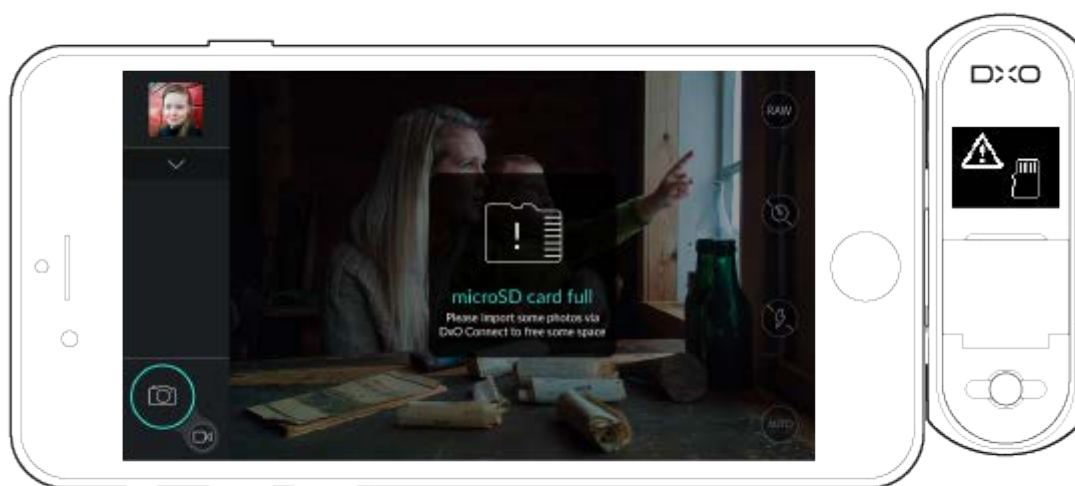 DXO
RAW
microSD card full
Please import some photos via
DxO Connect to free some space
AUTO